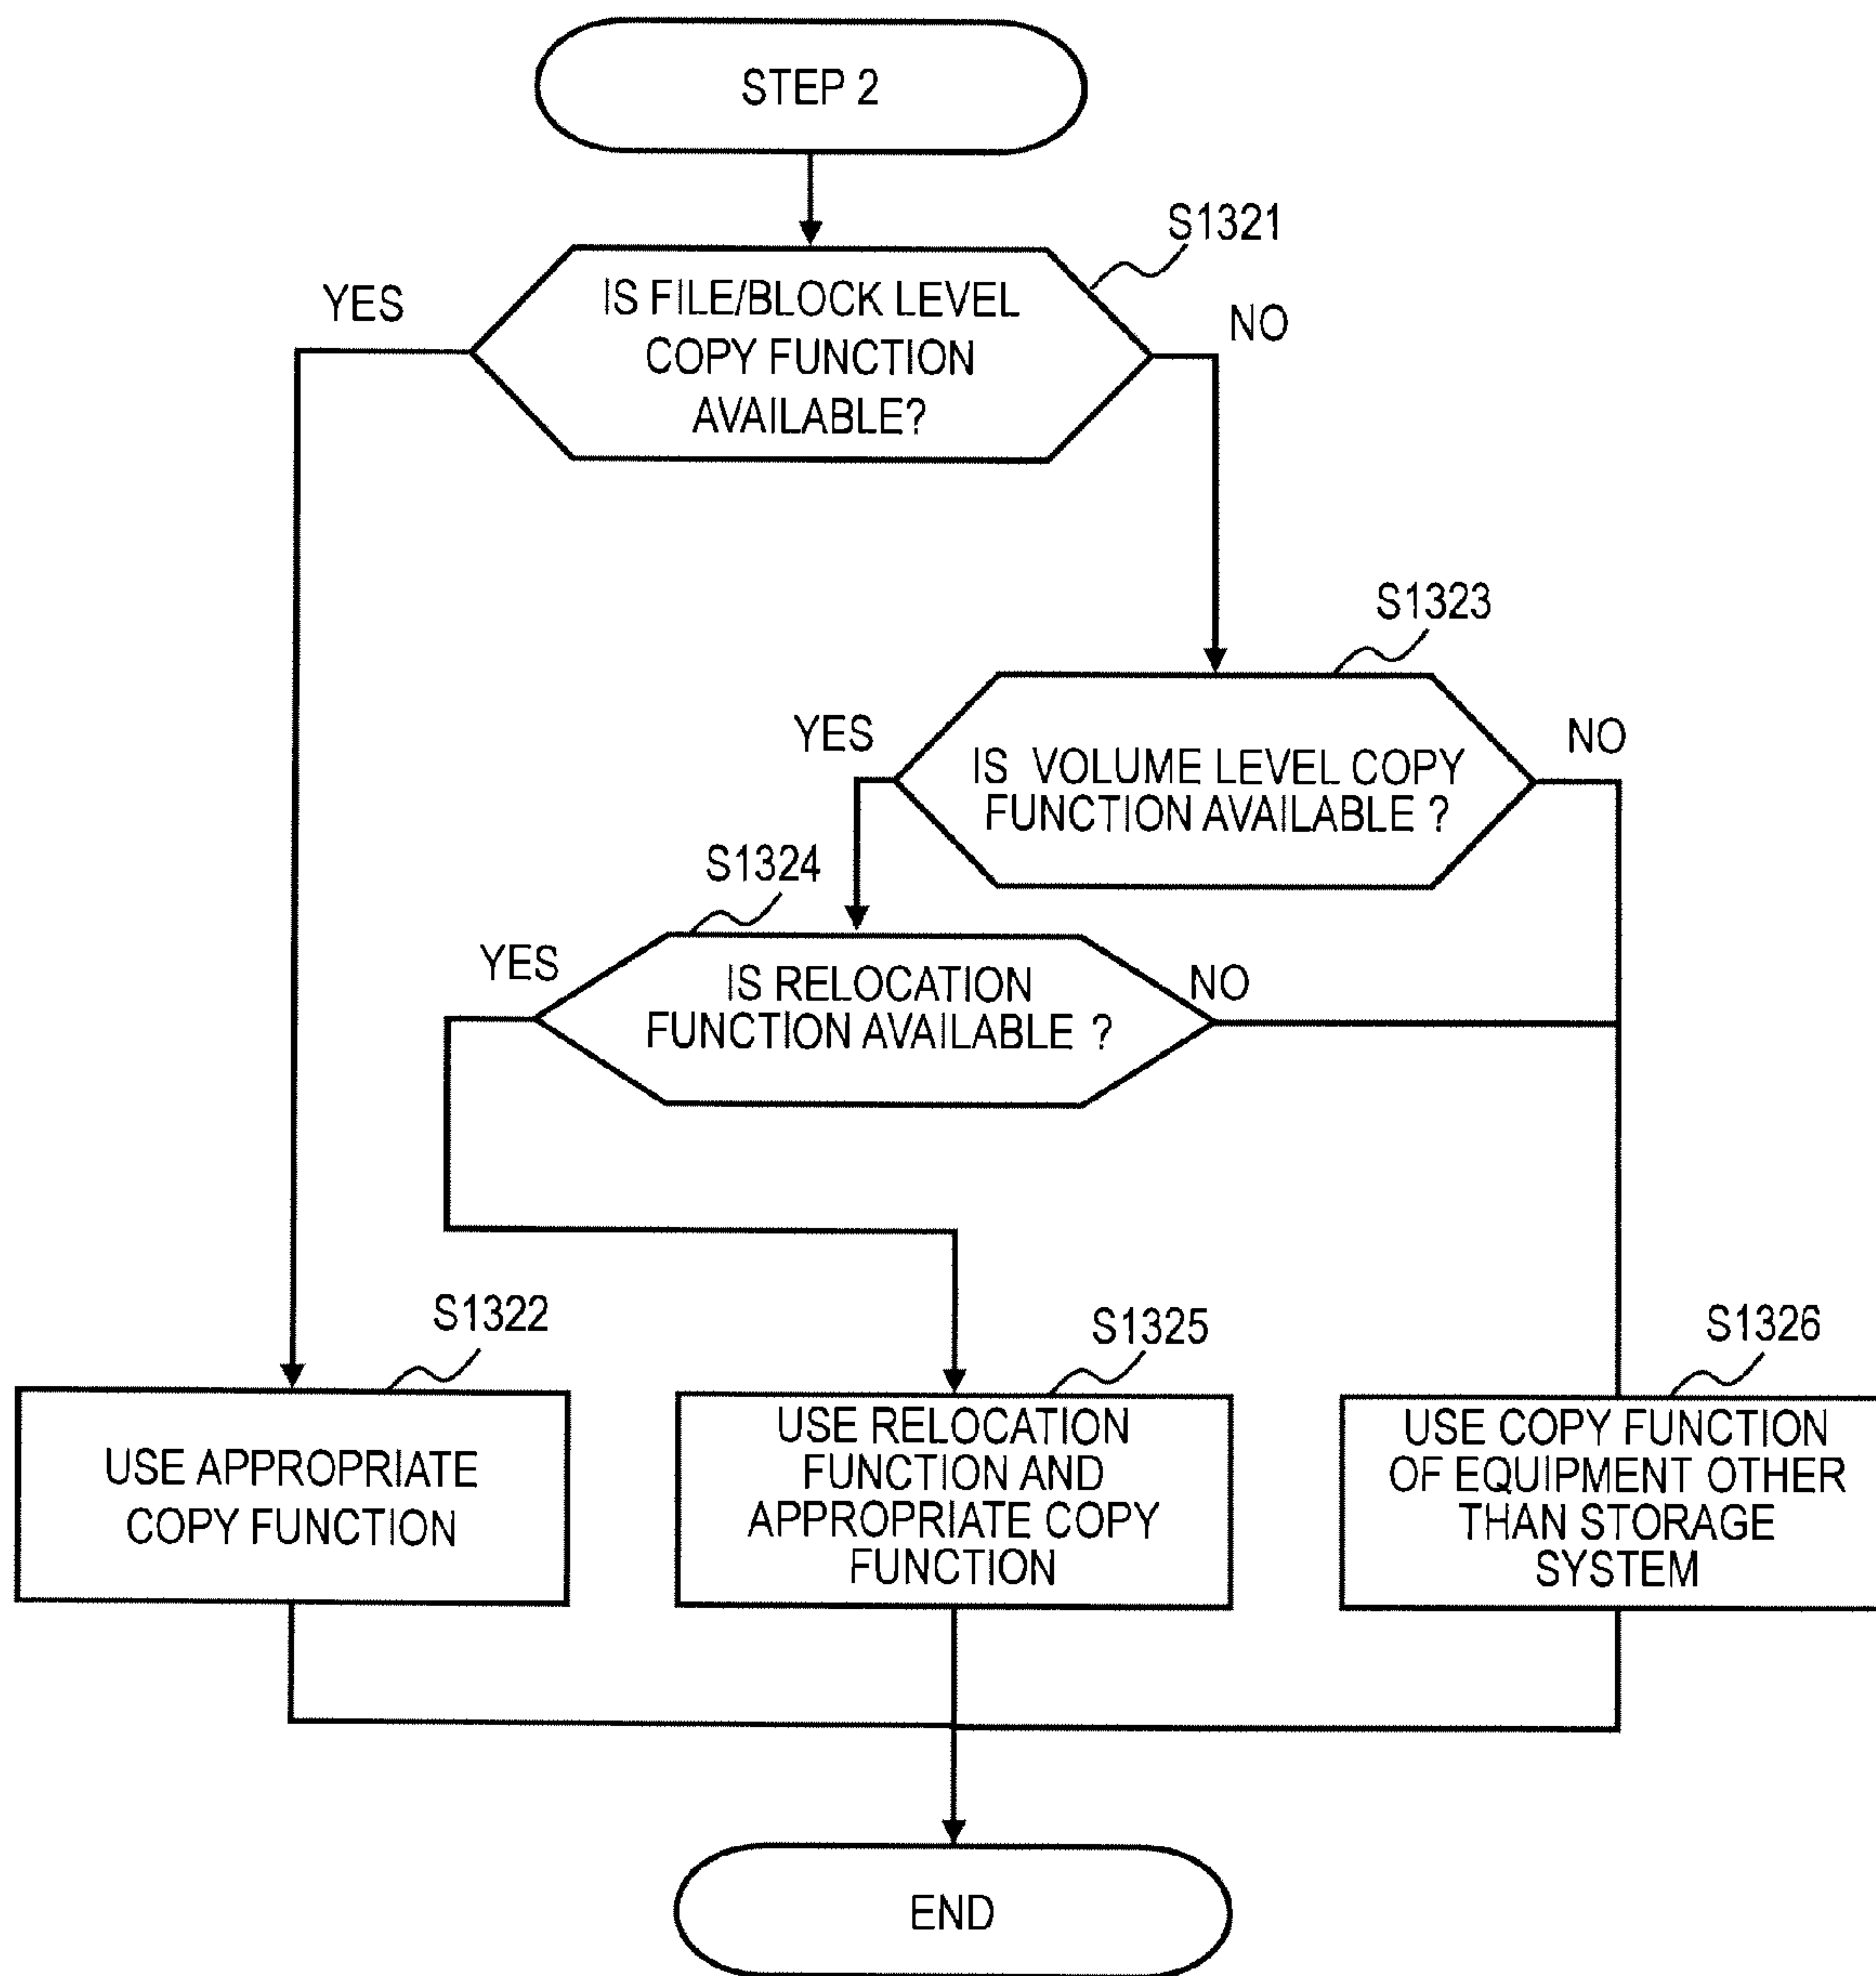 STEP 2
S1321
YES
IS FILE/BLOCK LEVEL
COPY FUNCTION
AVAILABLE?
NO
S1323
YES
IS VOLUME LEVEL COPY
FUNCTION AVAILABLE ?
NO
S1324
YES
IS RELOCATION
FUNCTION AVAILABLE ?
NO
S1322
USE APPROPRIATE
COPY FUNCTION
S1325
USE RELOCATION
FUNCTION AND
APPROPRIATE COPY
FUNCTION
S1326
USE COPY FUNCTION
OF EQUIPMENT OTHER
THAN STORAGE
SYSTEM
END